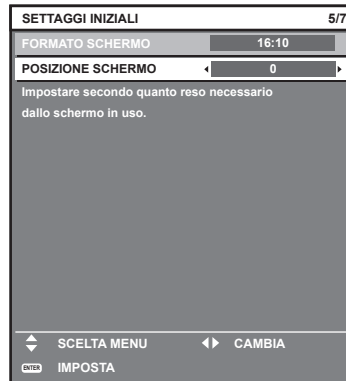 SETTAGGI INIZIALI 5/7
FORMATO SCHERMO 16:10
POSIZIONE SCHERMO 0
Impostare secondo quanto reso necessario
dallo schermo in uso.
SCELTA MENU CAMBIA
ENTER IMPOSTA